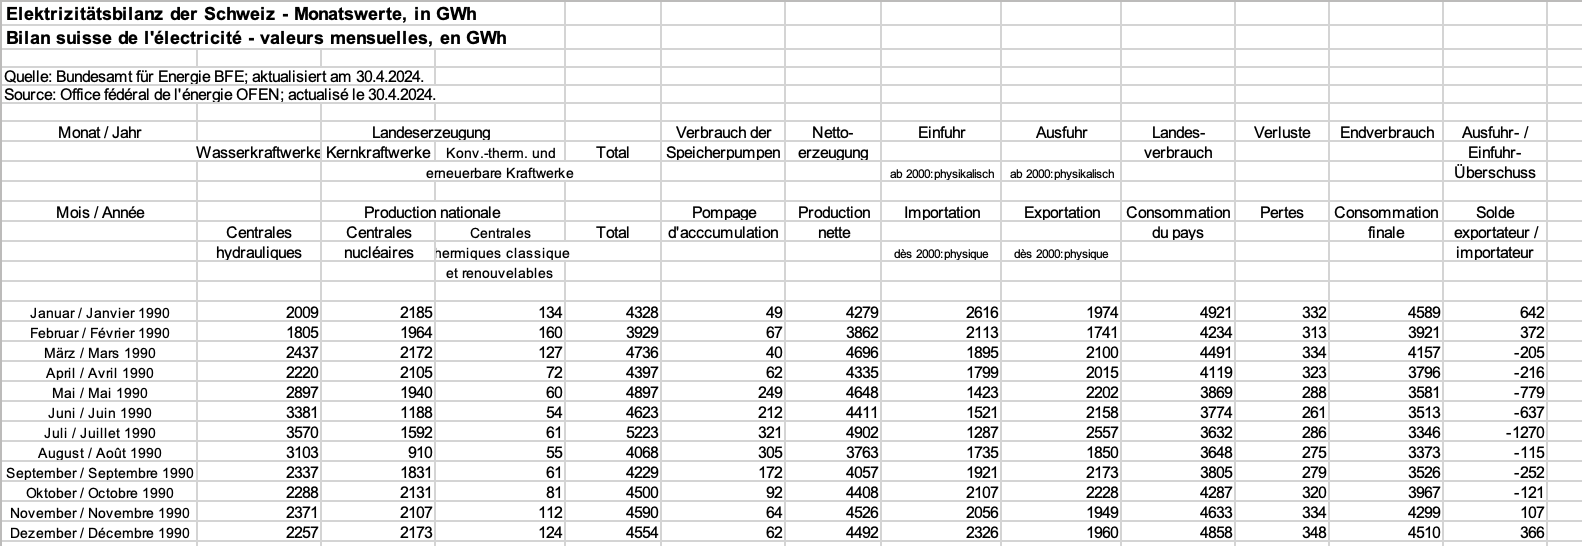 Elektrizitätsbilanz der Schweiz - Monatswerte, in GWh
Bilan suisse de l'électricité - valeurs mensuelles, en GWh
Quelle: Bundesamt für Energie BFE; aktualisiert am 30.4.2024.
Source: Office fédéral de l'énergie OFEN; actualisé le 30.4.2024.
Monat / Jahr Landeserzeugung Verbrauch der Netto- Einfuhr Ausfuhr Landes- Verluste Endverbrauch Ausfuhr- /
Wasserkraftwerke Kernkraftwerke Konv.-therm. und Total Speicherpumpen erzeugung verbrauch Einfuhr-
erneuerbare Kraftwerke ab 2000:physikalisch ab 2000:physikalisch Überschuss
Mois / Année Production nationale Pompage Production Importation Exportation Consommation Pertes Consommation Solde
Centrales Centrales Centrales Total d'acccumulation nette du pays finale exportateur /
hydrauliques nucléaires hermiques classique dès 2000:physique dès 2000:physique importateur
et renouvelables
Januar / Janvier 1990 2009 2185 134 4328 49 4279 2616 1974 4921 332 4589 642
Februar / Février 1990 1805 1964 160 3929 67 3862 2113 1741 4234 313 3921 372
März / Mars 1990 2437 2172 127 4736 40 4696 1895 2100 4491 334 4157 -205
April / Avril 1990 2220 2105 72 4397 62 4335 1799 2015 4119 323 3796 -216
Mai / Mai 1990 2897 1940 60 4897 249 4648 1423 2202 3869 288 3581 -779
Juni / Juin 1990 3381 1188 54 4623 212 4411 1521 2158 3774 261 3513 -637
Juli / Juillet 1990 3570 1592 61 5223 321 4902 1287 2557 3632 286 3346 -1270
August / Août 1990 3103 910 55 4068 305 3763 1735 1850 3648 275 3373 -115
September / Septembre 1990 2337 1831 61 4229 172 4057 1921 2173 3805 279 3526 -252
Oktober / Octobre 1990 2288 2131 81 4500 92 4408 2107 2228 4287 320 3967 -121
November / Novembre 1990 2371 2107 112 4590 64 4526 2056 1949 4633 334 4299 107
Dezember / Décembre 1990 2257 2173 124 4554 62 4492 2326 1960 4858 348 4510 366